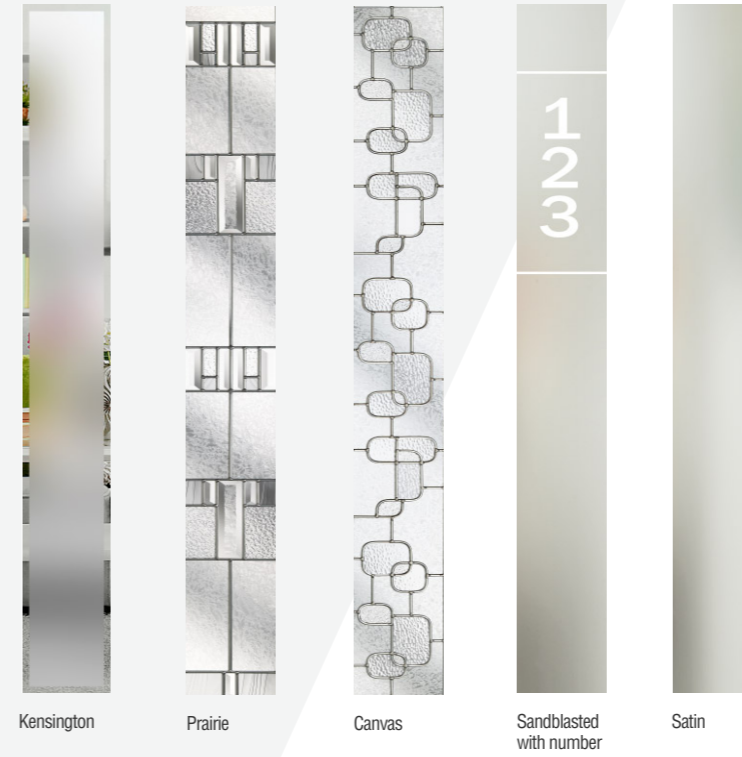 1
2
3
Kensington
Prairie
Canvas
Sandblasted
with number
Satin